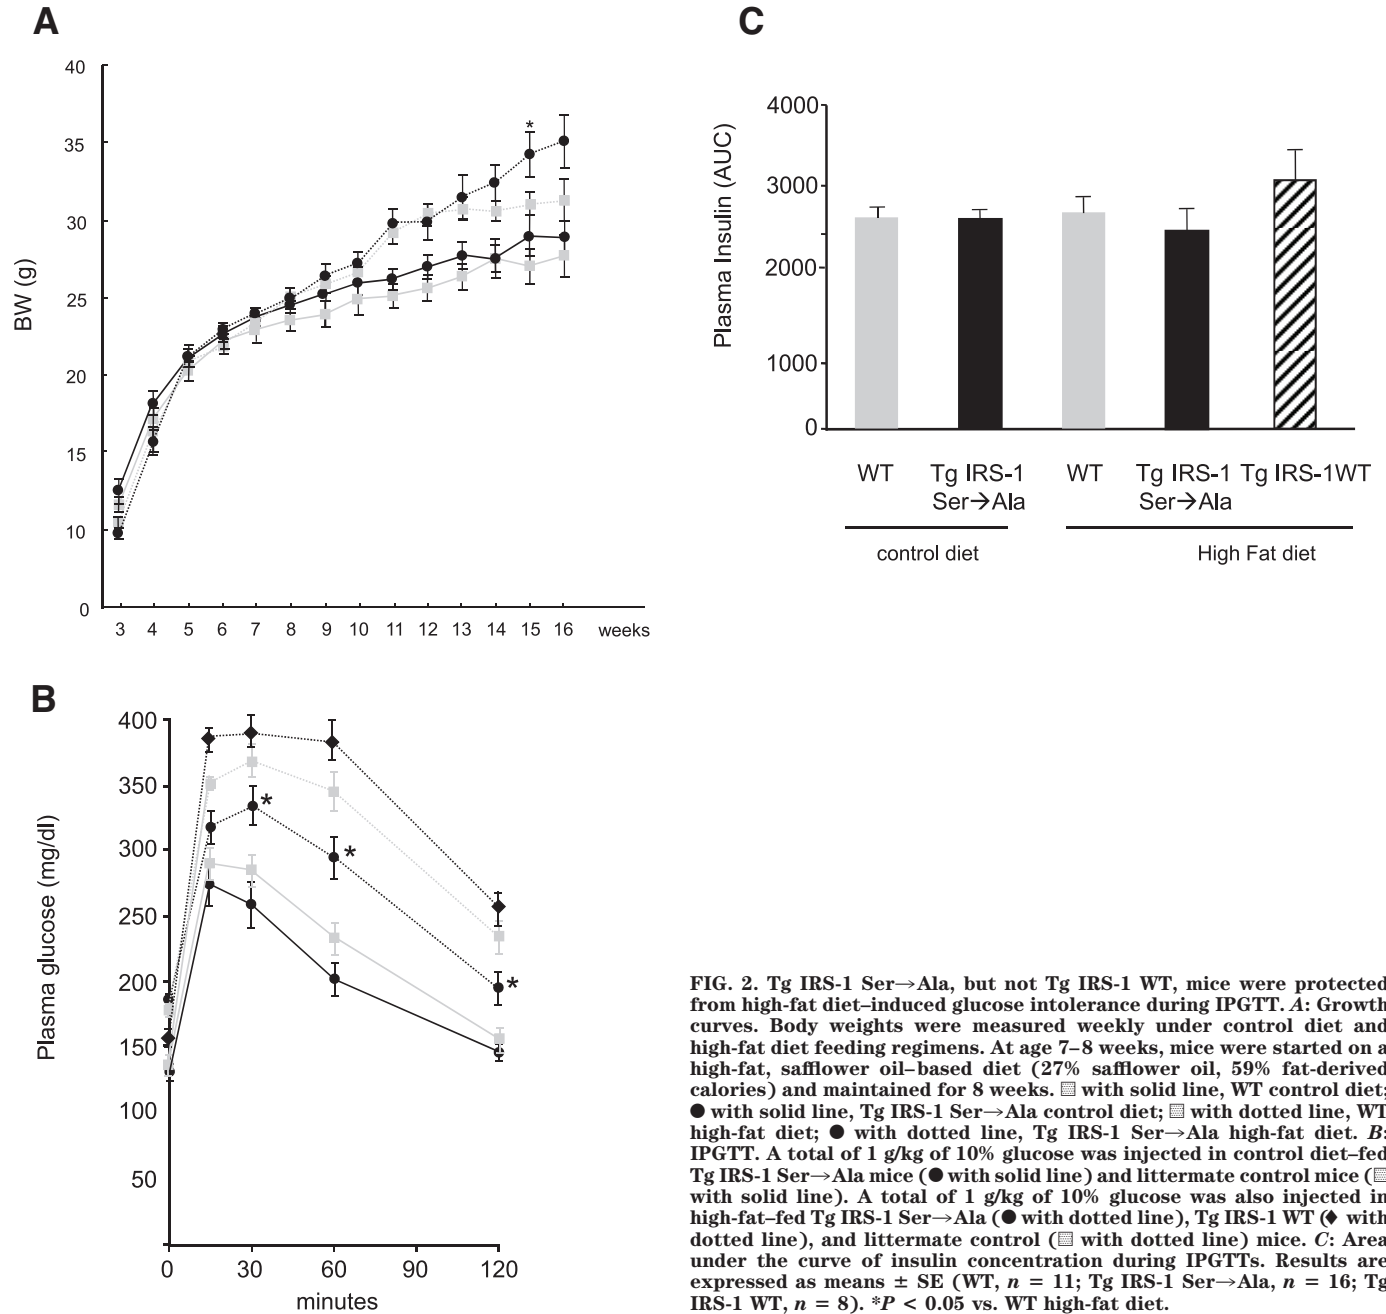 A
40
35
30
25
20
15
10
0
BW (g)
*
3 4 5 6 7 8 9 10 11 12 13 14 15 16 weeks
B
400
350
300
250
200
150
100
50
Plasma glucose (mg/dl)
*
*
*
0 30 60 90 120
minutes
C
4000
3000
2000
1000
0
Plasma Insulin (AUC)
WT Tg IRS-1 WT Tg IRS-1 Tg IRS-1WT
Ser→Ala Ser→Ala
control diet High Fat diet
FIG. 2. Tg IRS-1 Ser→Ala, but not Tg IRS-1 WT, mice were protected
from high-fat diet–induced glucose intolerance during IPGTT. A: Growth
curves. Body weights were measured weekly under control diet and
high-fat diet feeding regimens. At age 7–8 weeks, mice were started on a
high-fat, safflower oil–based diet (27% safflower oil, 59% fat-derived
calories) and maintained for 8 weeks. ▒ with solid line, WT control diet;
● with solid line, Tg IRS-1 Ser→Ala control diet; ▒ with dotted line, WT
high-fat diet; ● with dotted line, Tg IRS-1 Ser→Ala high-fat diet. B:
IPGTT. A total of 1 g/kg of 10% glucose was injected in control diet–fed
Tg IRS-1 Ser→Ala mice (● with solid line) and littermate control mice (▒
with solid line). A total of 1 g/kg of 10% glucose was also injected in
high-fat–fed Tg IRS-1 Ser→Ala (● with dotted line), Tg IRS-1 WT (♦ with
dotted line), and littermate control (▒ with dotted line) mice. C: Area
under the curve of insulin concentration during IPGTTs. Results are
expressed as means ± SE (WT, n = 11; Tg IRS-1 Ser→Ala, n = 16; Tg
IRS-1 WT, n = 8). *P < 0.05 vs. WT high-fat diet.